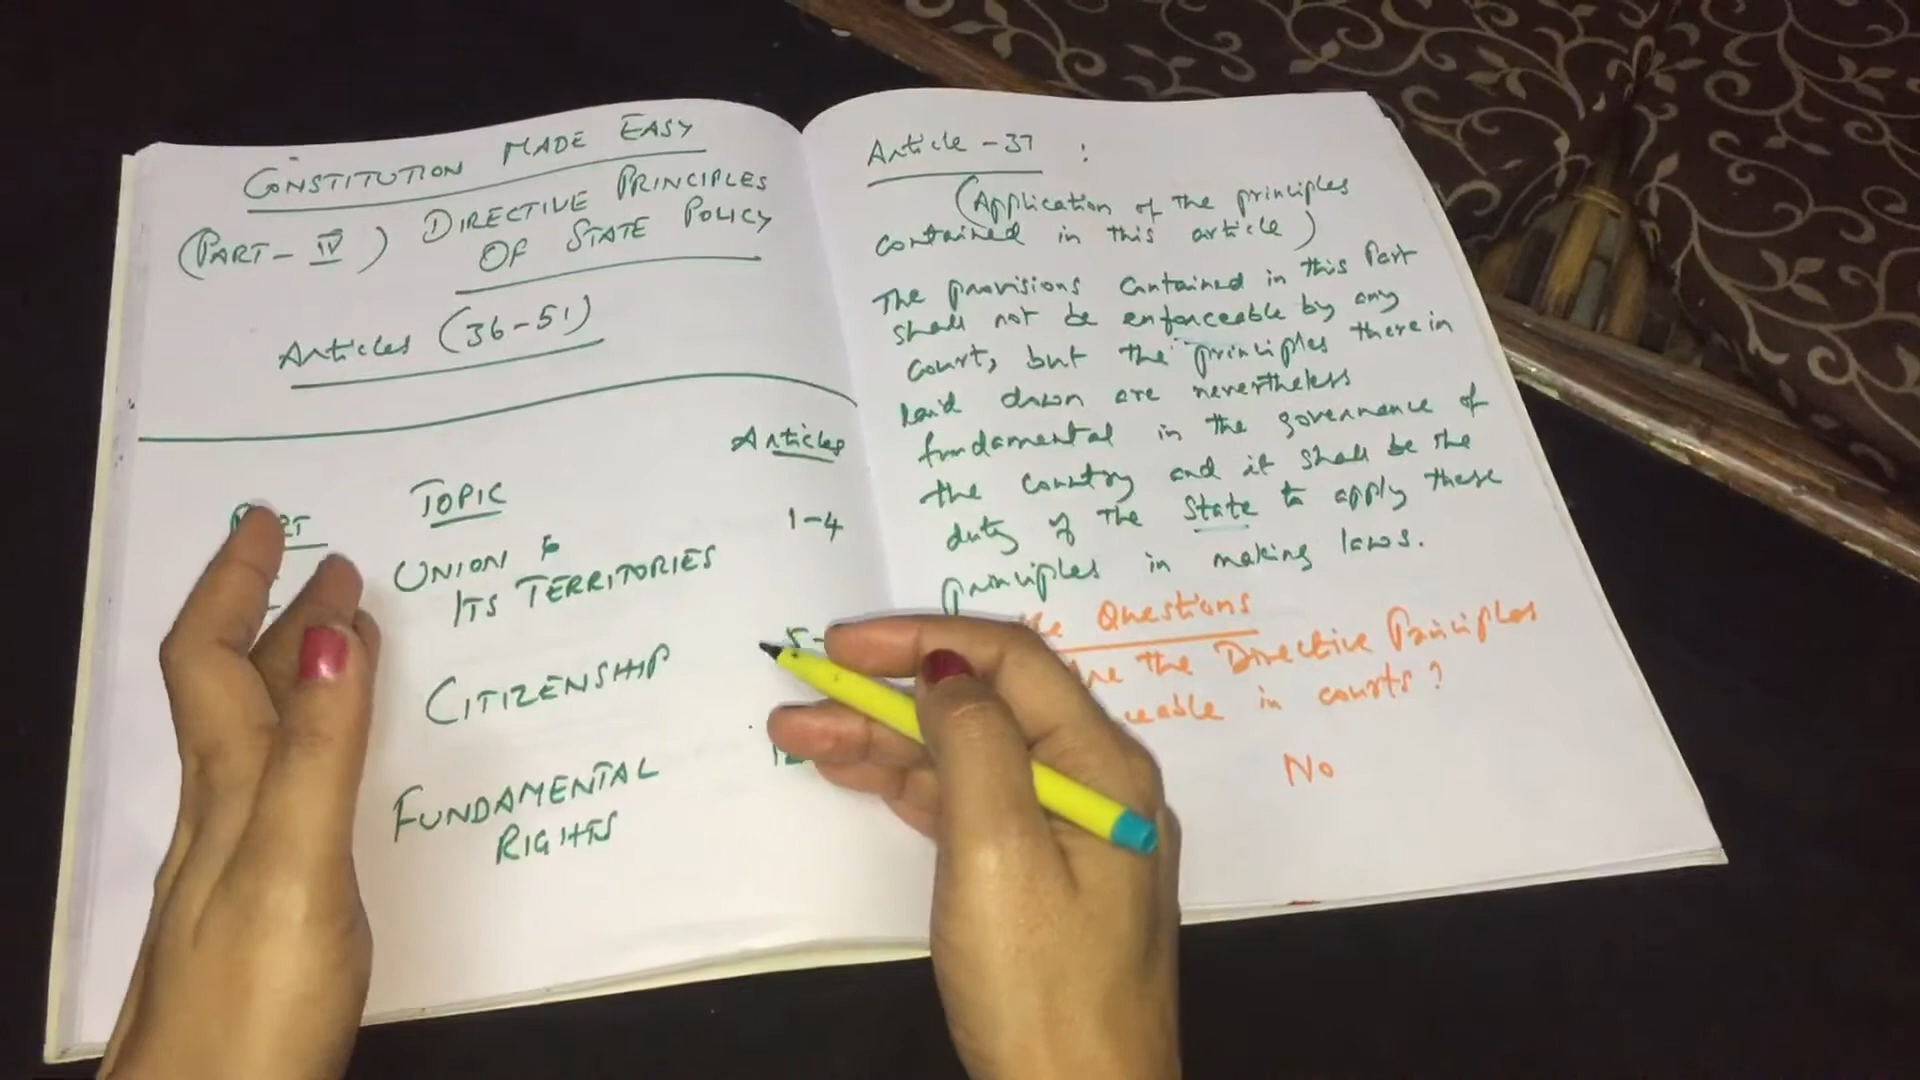 CONSTITUTION MADE EASY
(PART-IV) DIRECTIVE PRINCIPLES
OF STATE POLICY
Articles (36-51)
Articles
TOPIC
UNION &
ITS TERRITORIES
1-4
CITIZENSHIP
FUNDAMENTAL
RIGHTS
Article-37 :
(Application of the principles
contained in this article)
The provisions contained in this Part
shall not be enforceable by any
court, but the principles therein
laid down are nevertheless
fundamental in the governance of
the country and it shall be the
duty of the State to apply these
principles in making laws.
Questions
the Directive Principles
in courts?
No